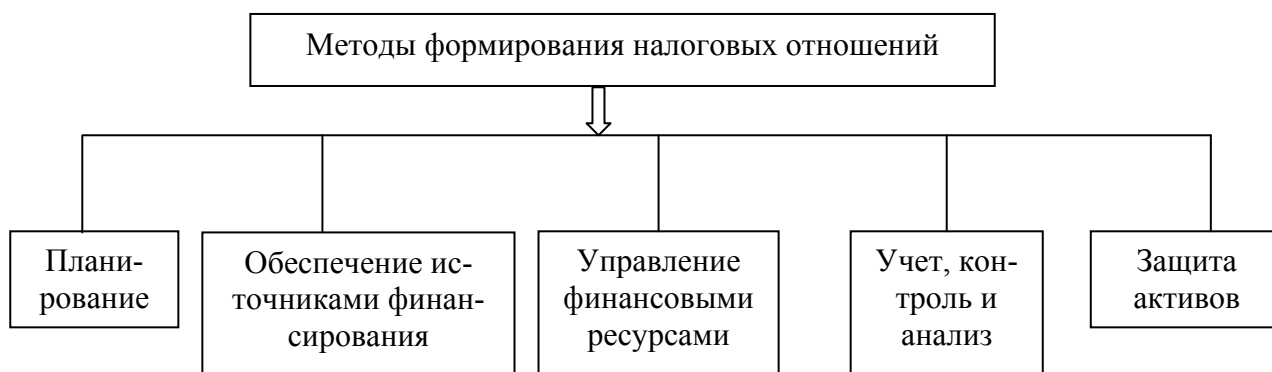 Методы формирования налоговых отношений
Плани-
рование
Обеспечение ис-
точниками финан-
сирования
Управление
финансовыми
ресурсами
Учет, кон-
троль и
анализ
Защита
активов